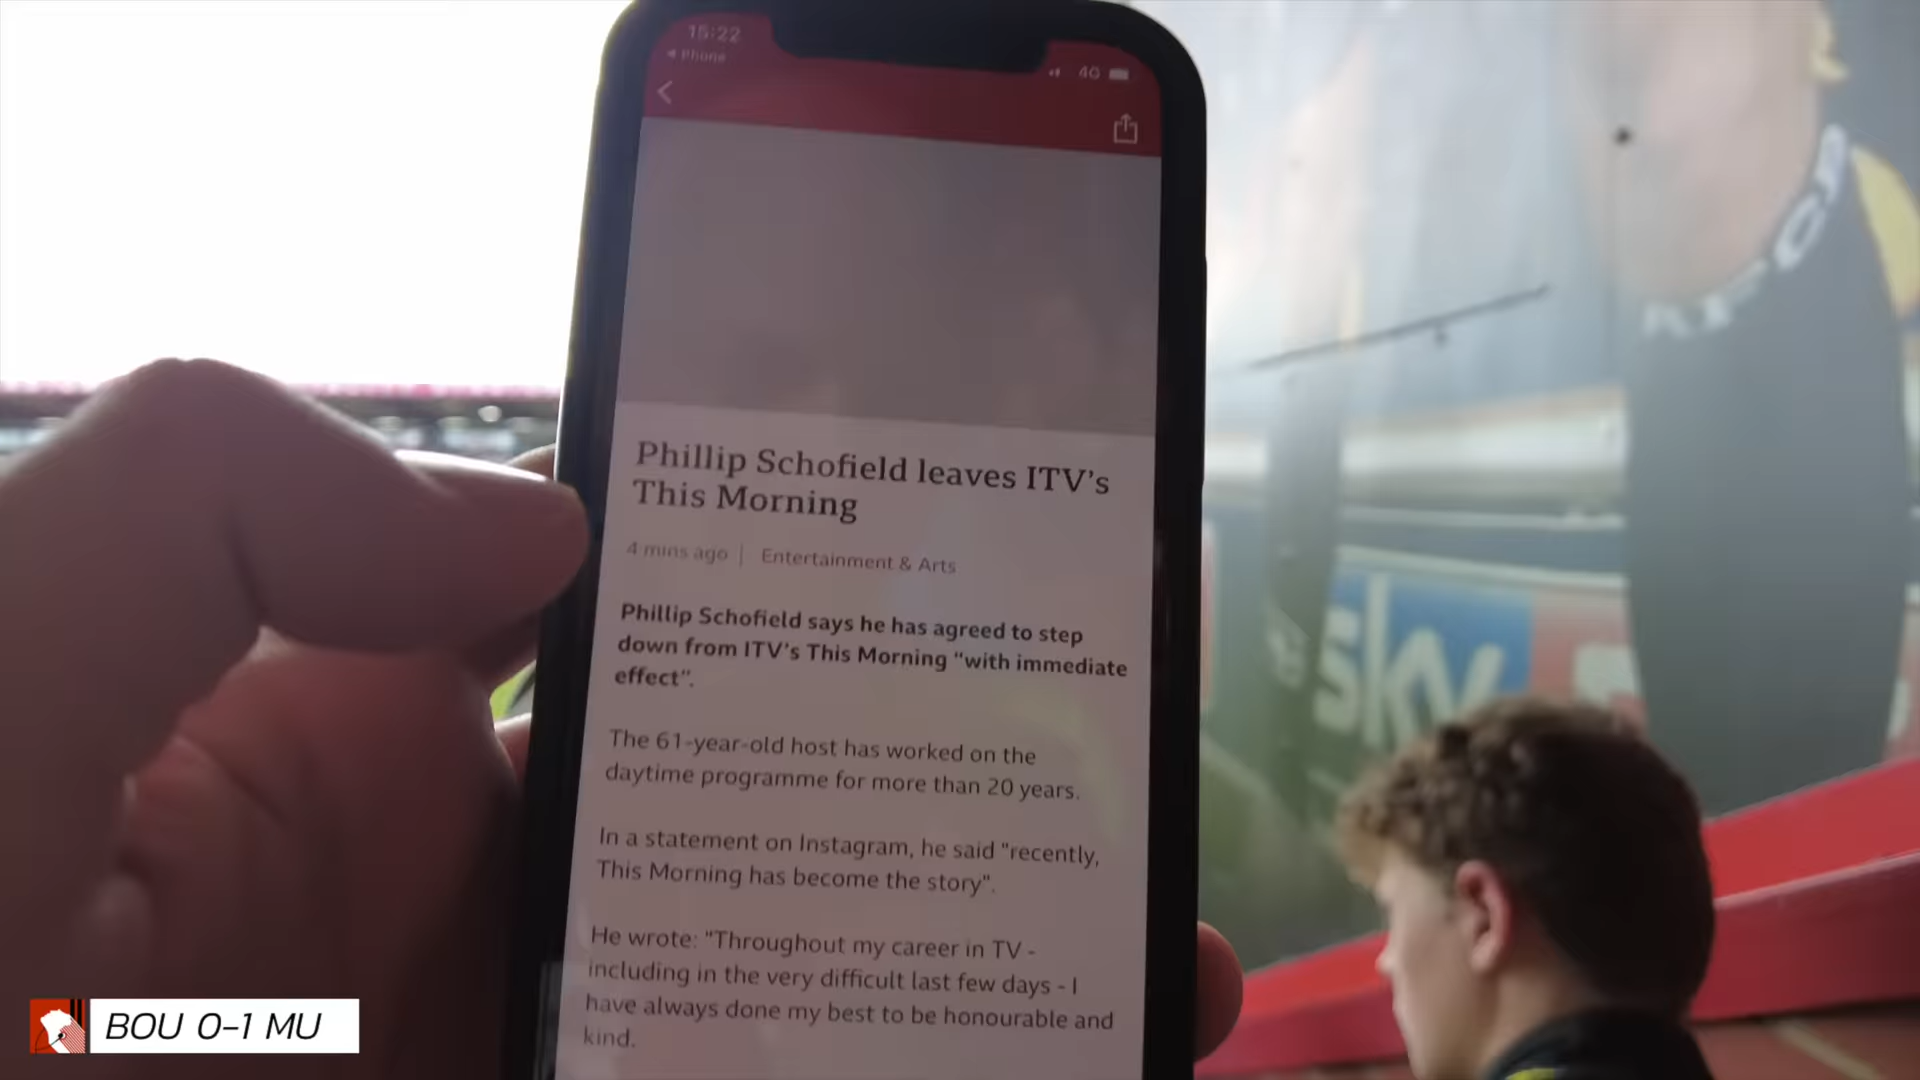 15:22
Phone
4G
Phillip Schofield leaves ITV's
This Morning
4 mins ago | Entertainment & Arts
Phillip Schofield says he has agreed to step
down from ITV's This Morning "with immediate
effect".
The 61-year-old host has worked on the
daytime programme for more than 20 years.
In a statement on Instagram, he said "recently,
This Morning has become the story".
He wrote: "Throughout my career in TV -
including in the very difficult last few days - I
have always done my best to be honourable and
kind.
sky
BOU 0-1 MU